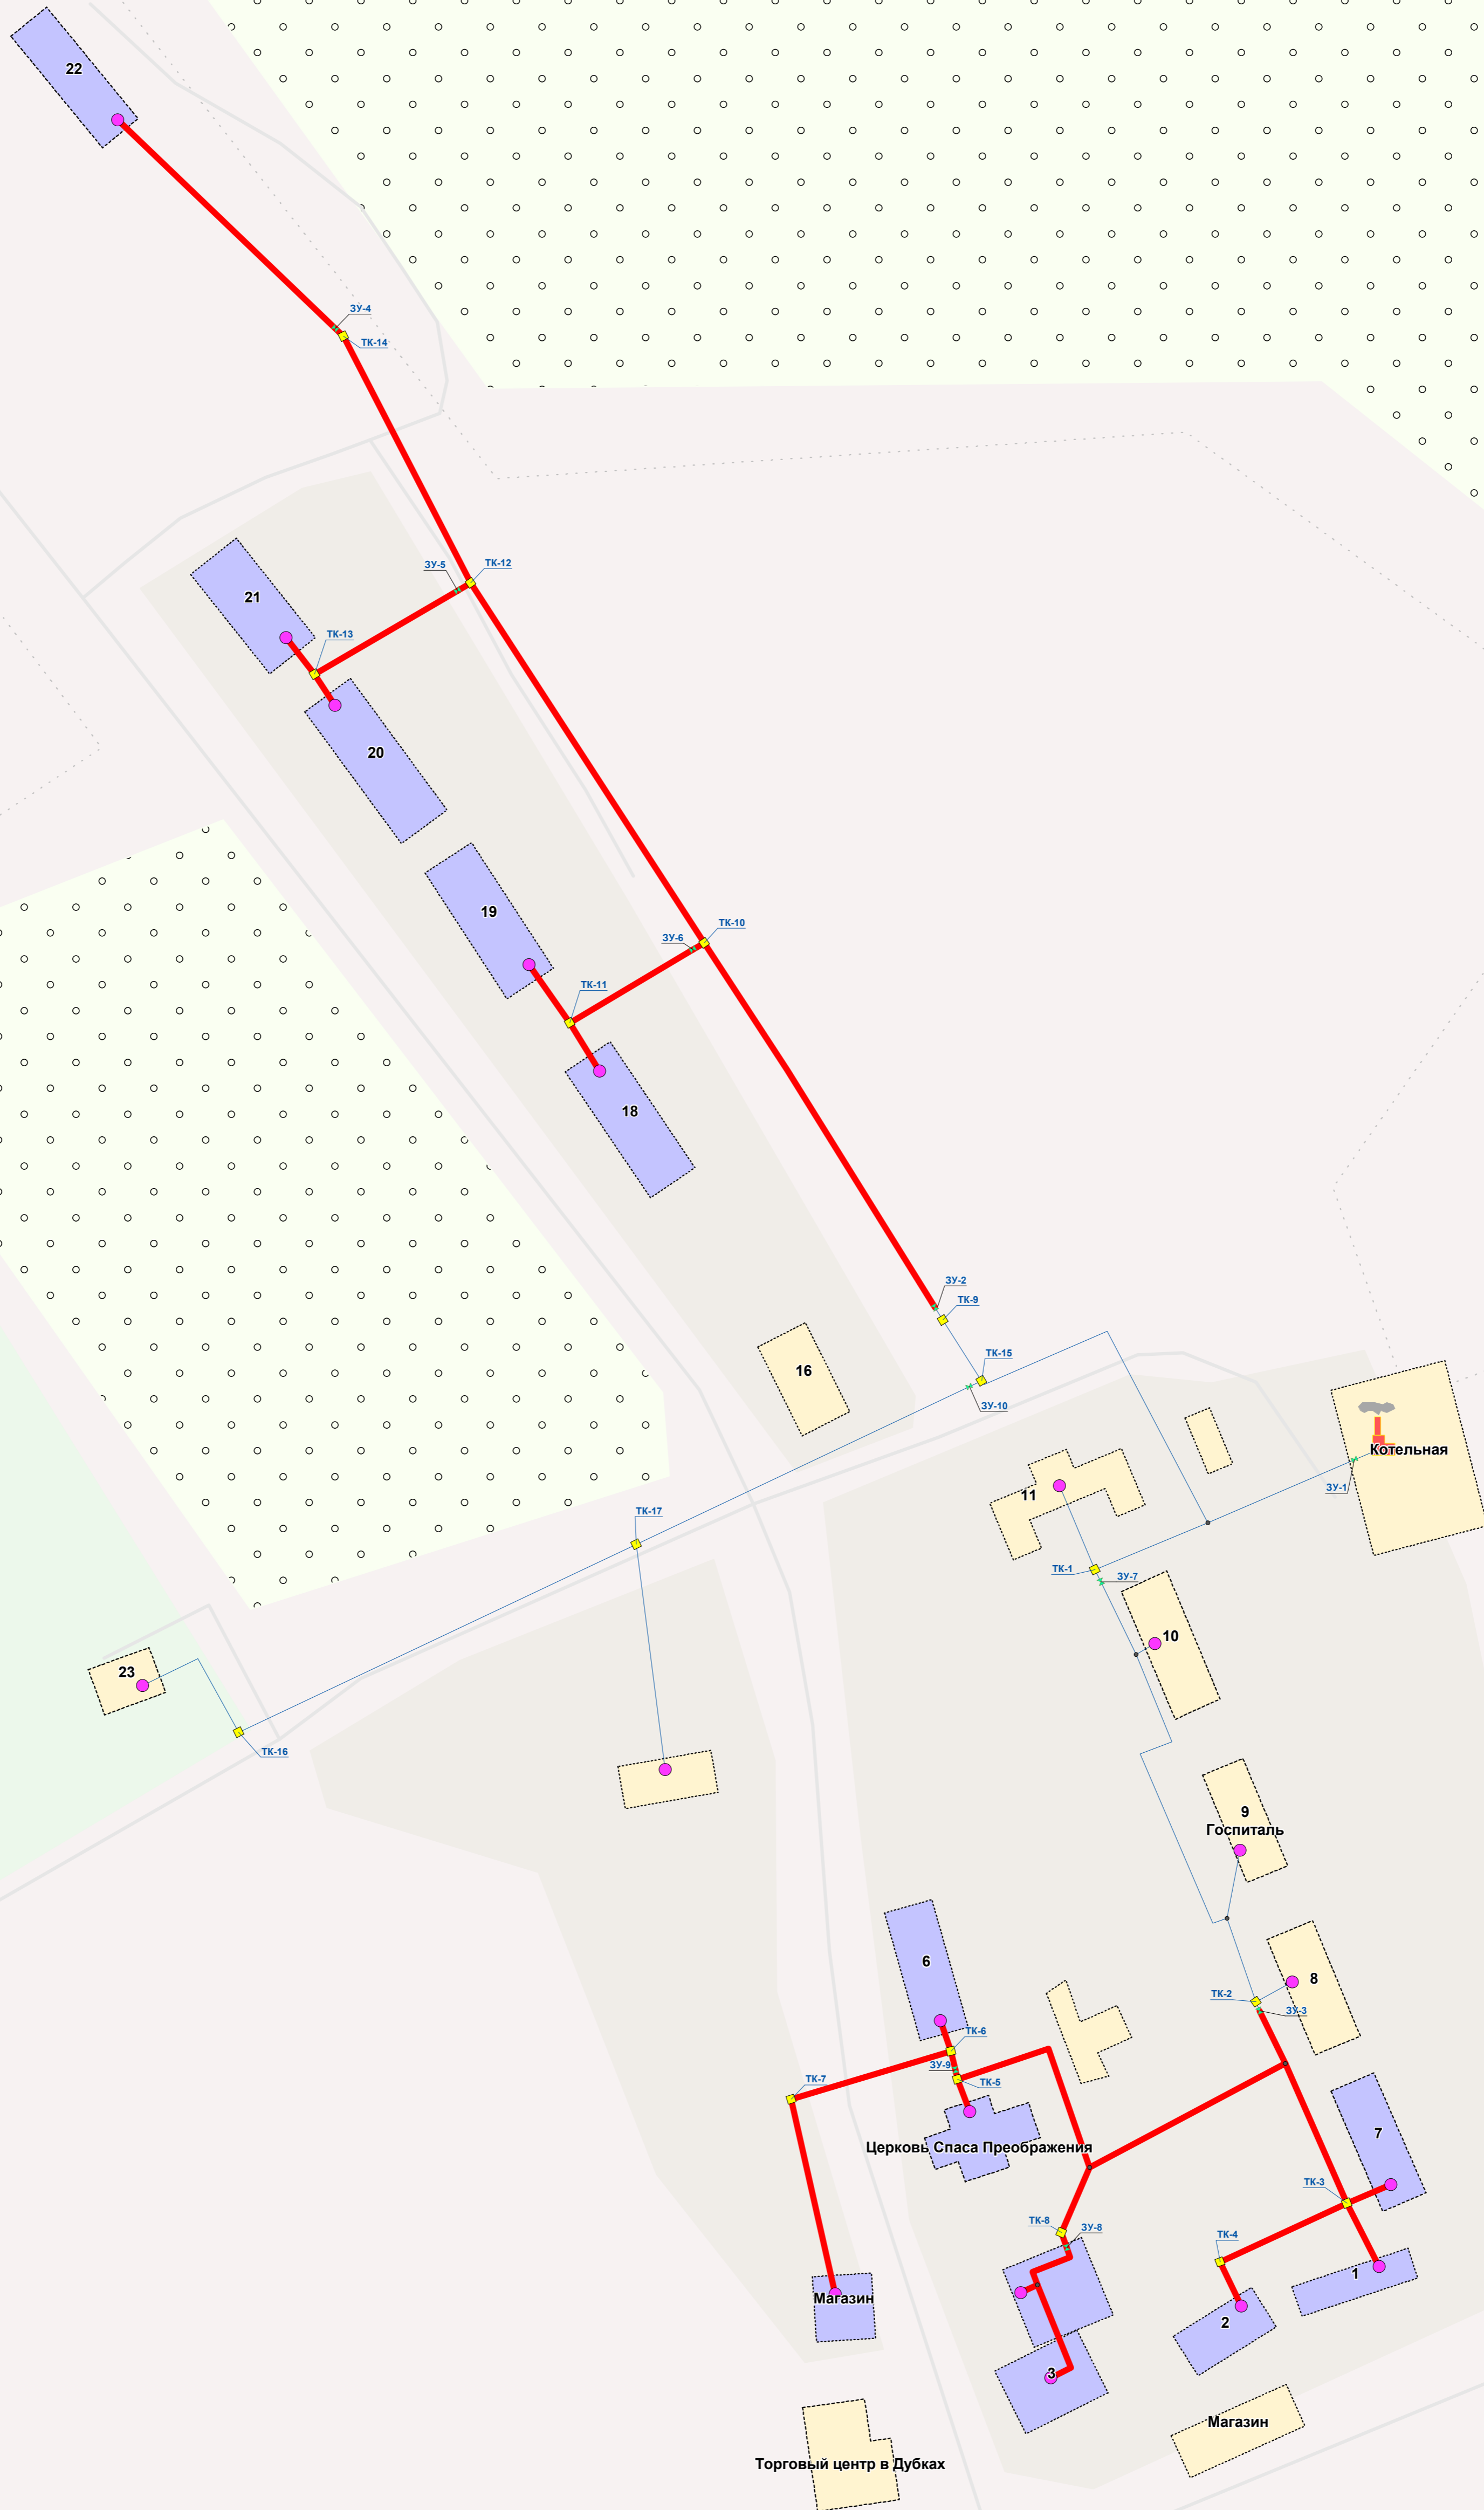 22
ЗУ-4
ТК-14
ЗУ-5
ТК-12
21
ТК-13
20
19
ТК-10
ЗУ-6
ТК-11
18
ЗУ-2
ТК-9
ТК-15
16
ЗУ-10
Котельная
ЗУ-1
11
ТК-17
ТК-1
ЗУ-7
10
23
ТК-16
9
Госпиталь
6
8
ТК-2
ЗУ-3
ТК-6
ЗУ-9
ТК-5
ТК-7
7
Церковь Спаса Преображения
ТК-3
ТК-8
ЗУ-8
ТК-4
1
Магазин
2
3
Магазин
Торговый центр в Дубках